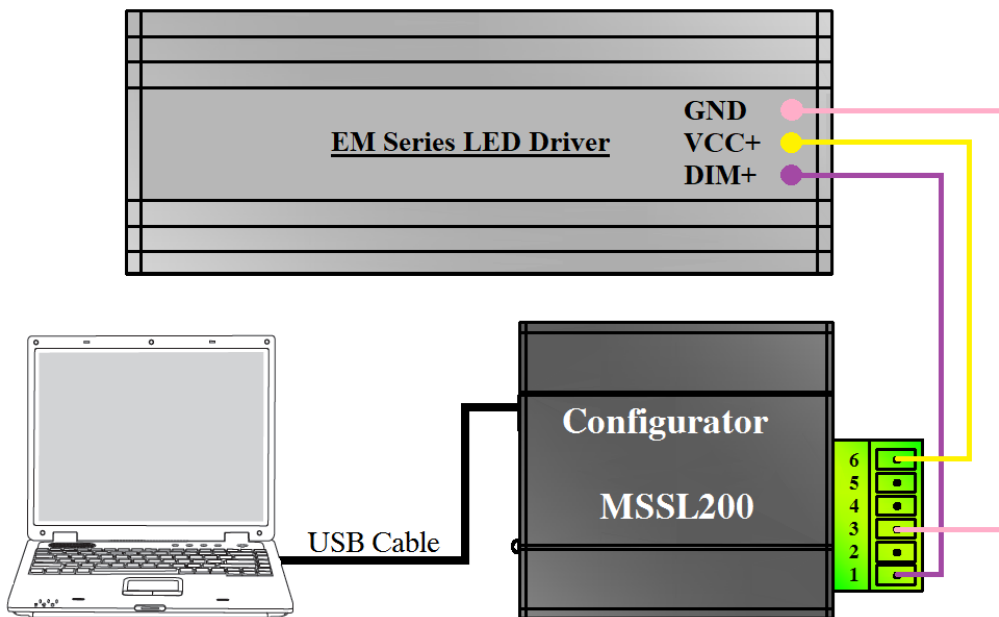 GND
EM Series LED Driver
VCC+
DIM+
Configurator
MSSL200
USB Cable
6
5
4
3
2
1